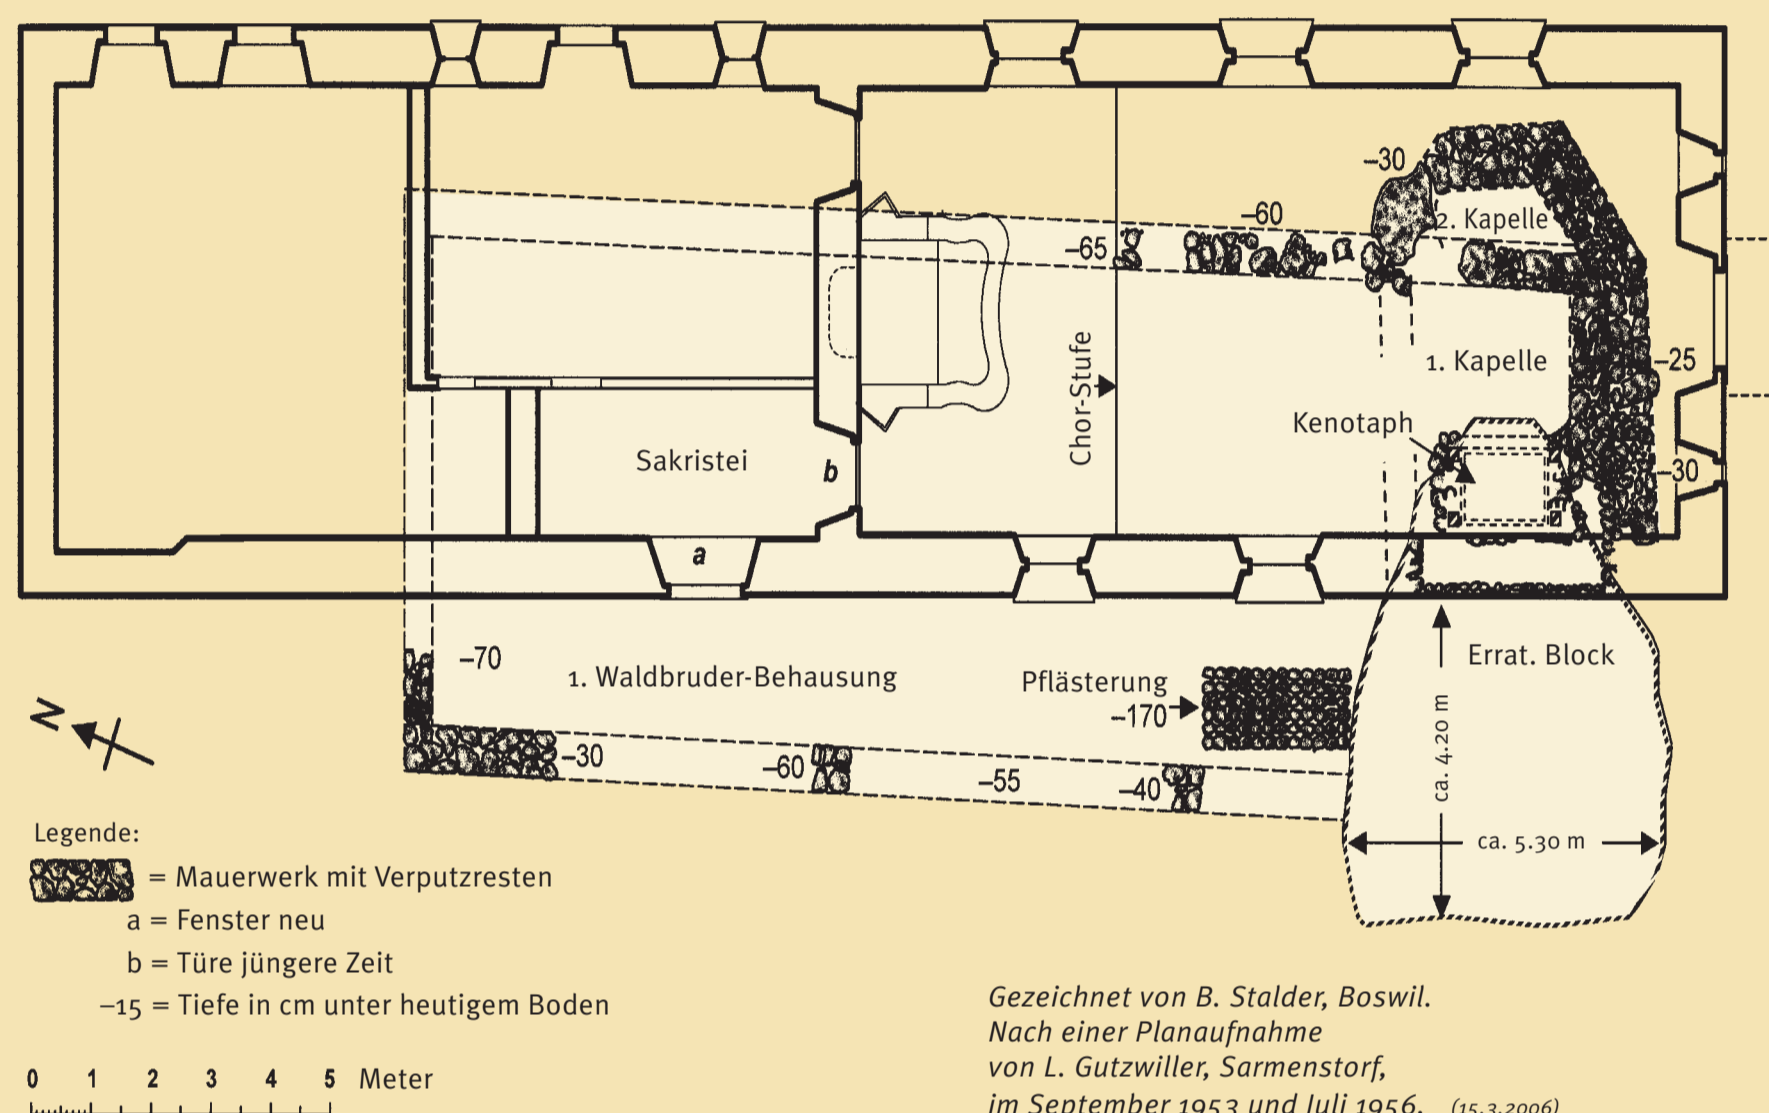 –30
2. Kapelle
–60
–65
1. Kapelle
–25
Chor-Stufe
Kenotaph
–30
Sakristei
b
a
Errat. Block
–70
1. Waldbruder-Behausung
Pflästerung
–170
ca. 4.20 m
N
–30
–60
–55
–40
ca. 5.30 m
Legende:
= Mauerwerk mit Verputzresten
a = Fenster neu
b = Türe jüngere Zeit
–15 = Tiefe in cm unter heutigem Boden
0 1 2 3 4 5 Meter
Gezeichnet von B. Stalder, Boswil.
Nach einer Planaufnahme
von L. Gutzwiller, Sarmenstorf,
im September 1953 und Juli 1956. (15.3.2006)